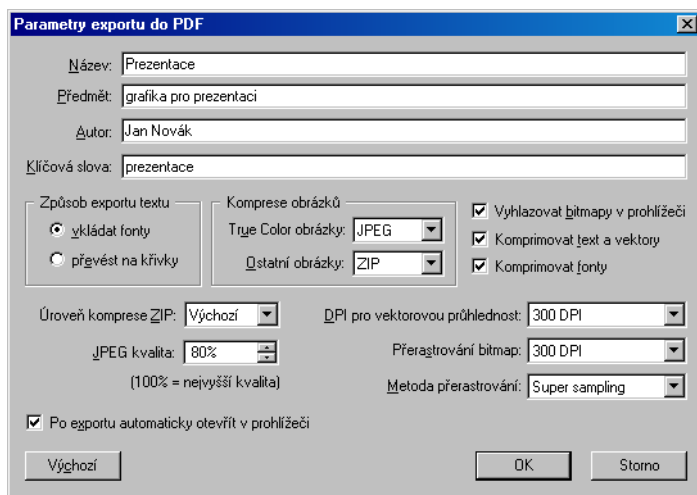 Parametry exportu do PDF
Název: Prezentace
Předmět: grafika pro prezentaci
Autor: Jan Novák
Klíčová slova: prezentace
Způsob exportu textu
vkládat fonty
převést na křivky
Komprese obrázků
True Color obrázky: JPEG
Ostatní obrázky: ZIP
Vyhlazovat bitmapy v prohlížeči
Komprimovat text a vektory
Komprimovat fonty
Úroveň komprese ZIP: Výchozí
JPEG kvalita: 80%
(100% = nejvyšší kvalita)
DPI pro vektorovou průhlednost: 300 DPI
Přerastrování bitmap: 300 DPI
Metoda přerastrování: Super sampling
Po exportu automaticky otevřít v prohlížeči
Výchozí
OK
Storno